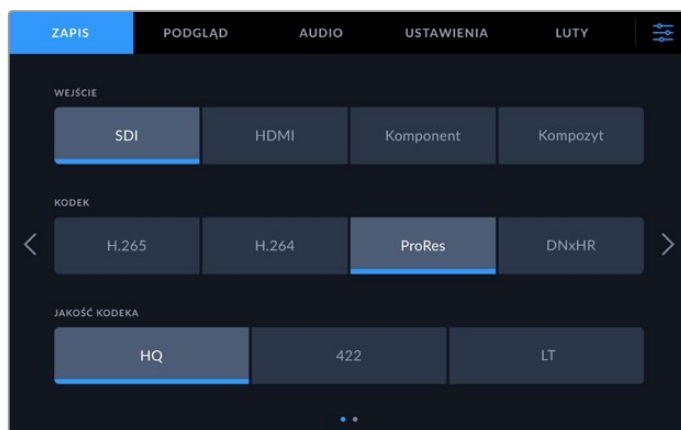 ZAPIS PODGLĄD AUDIO USTAWIENIA LUTY
WEJŚCIE
SDI HDMI Komponent Kompozyt
KODEK
H.265 H.264 ProRes DNxHR
JAKOŚĆ KODEKA
HQ 422 LT